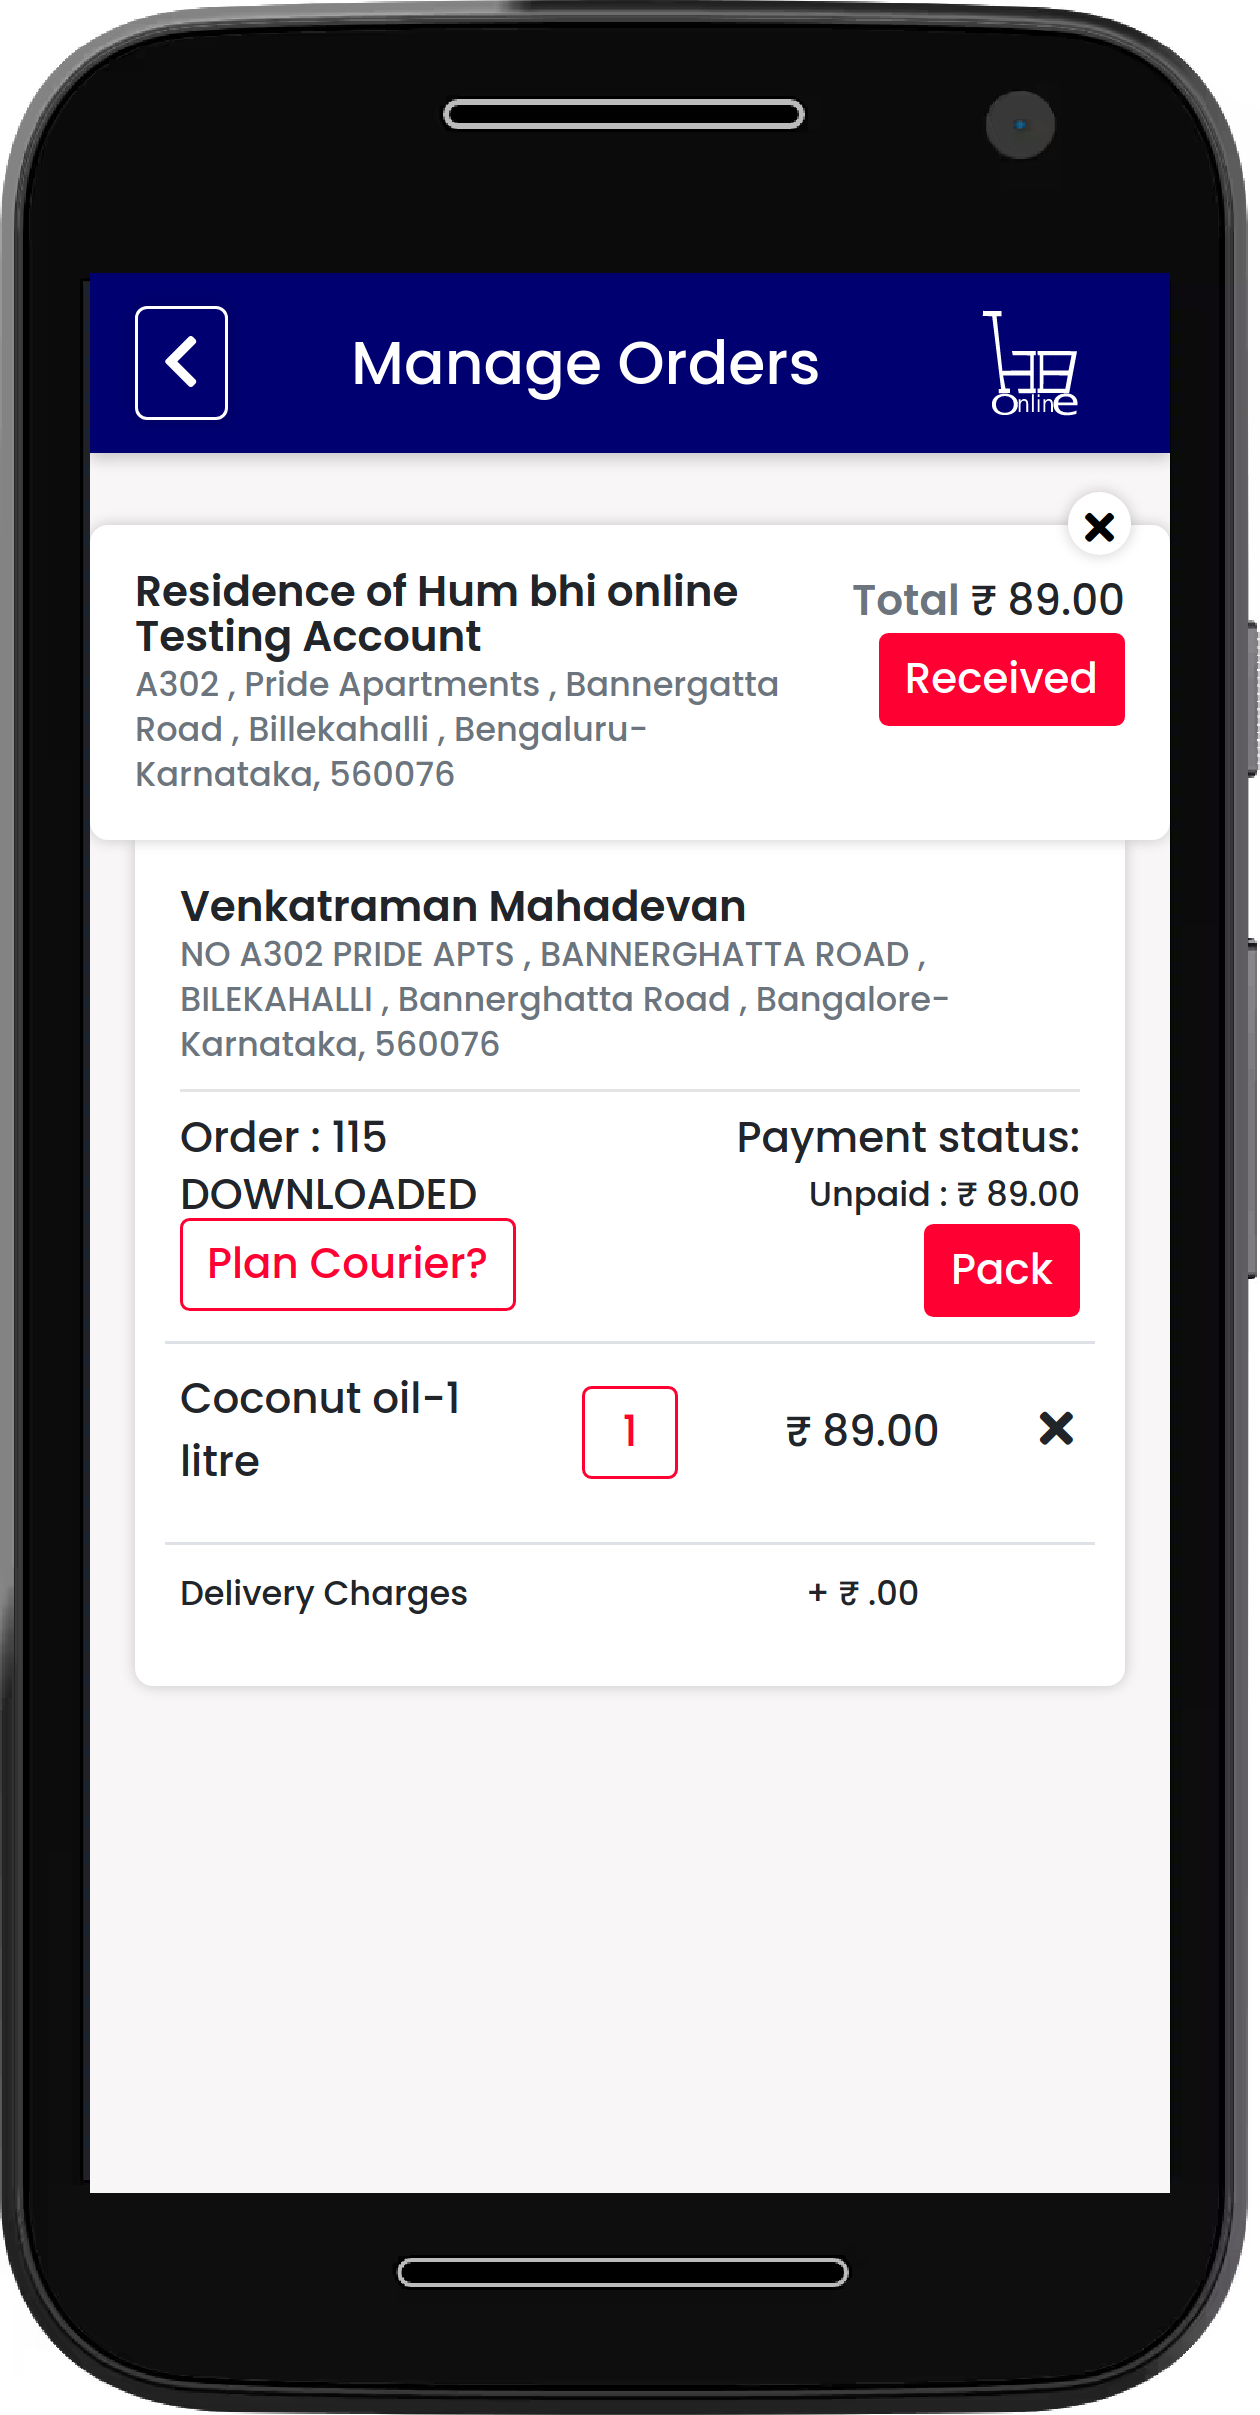 Manage Orders
Online
Residence of Hum bhi online
Testing Account
Total ₹ 89.00
Received
A302 , Pride Apartments , Bannergatta
Road , Billekahalli , Bengaluru-
Karnataka, 560076
Venkatraman Mahadevan
NO A302 PRIDE APTS , BANNERGHATTA ROAD ,
BILEKAHALLI , Bannerghatta Road , Bangalore-
Karnataka, 560076
Order : 115
Payment status:
DOWNLOADED
Unpaid : ₹ 89.00
Plan Courier?
Pack
Coconut oil-1
litre
1
₹ 89.00
Delivery Charges
+ ₹ .00